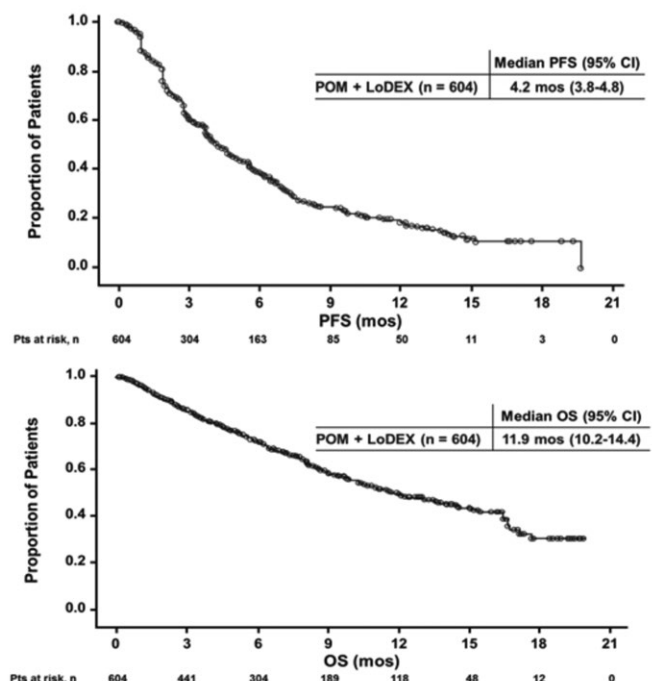 1.0
0.8
0.6
0.4
0.2
0.0
Proportion of Patients
Median PFS (95% CI)
POM + LoDEX (n = 604) 4.2 mos (3.8-4.8)
0 3 6 9 12 15 18 21
PFS (mos)
Pts at risk, n 604 304 163 85 50 11 3 0
1.0
0.8
0.6
0.4
0.2
0.0
Proportion of Patients
Median OS (95% CI)
POM + LoDEX (n = 604) 11.9 mos (10.2-14.4)
0 3 6 9 12 15 18 21
OS (mos)
Pts at risk, n 604 441 304 189 118 48 12 0